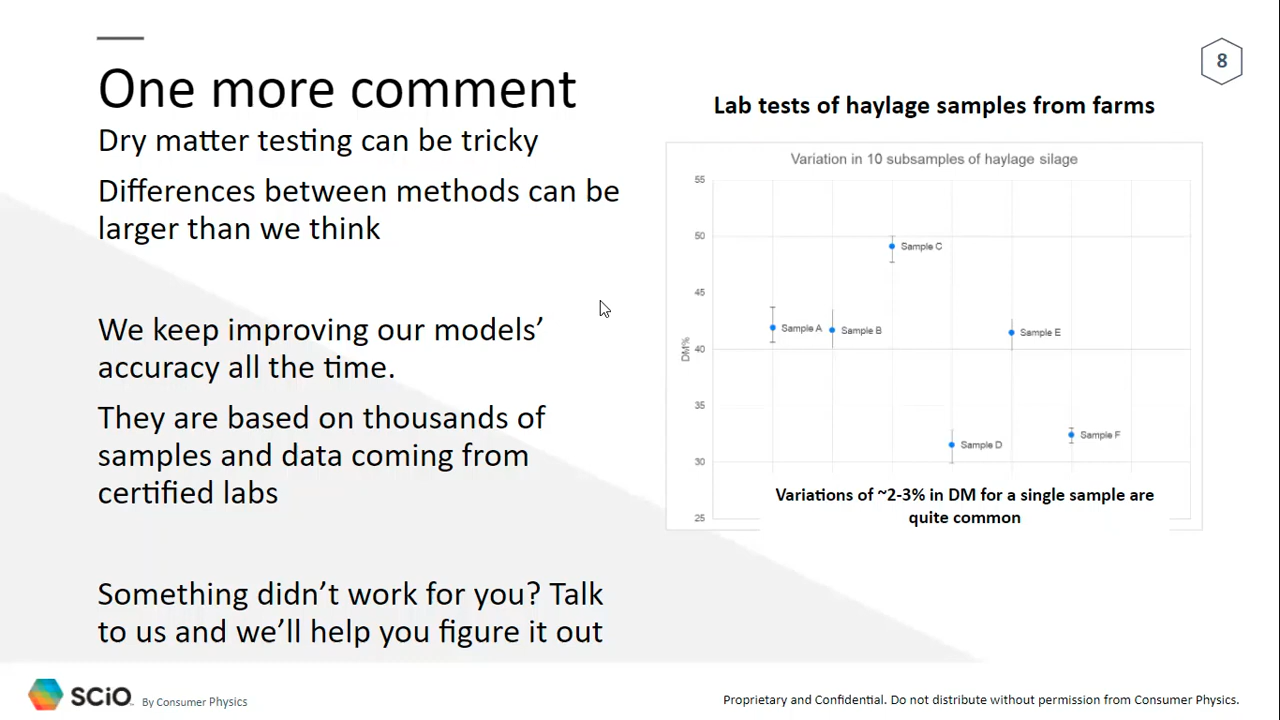 8
One more comment
Dry matter testing can be tricky
Differences between methods can be
larger than we think
We keep improving our models’
accuracy all the time.
They are based on thousands of
samples and data coming from
certified labs
Something didn’t work for you? Talk
to us and we’ll help you figure it out
Lab tests of haylage samples from farms
Variation in 10 subsamples of haylage silage
55
50
45
40
35
30
25
DM%
Sample A
Sample B
Sample C
Sample D
Sample E
Sample F
Variations of ~2-3% in DM for a single sample are
quite common
SCiO™ By Consumer Physics
Proprietary and Confidential. Do not distribute without permission from Consumer Physics.